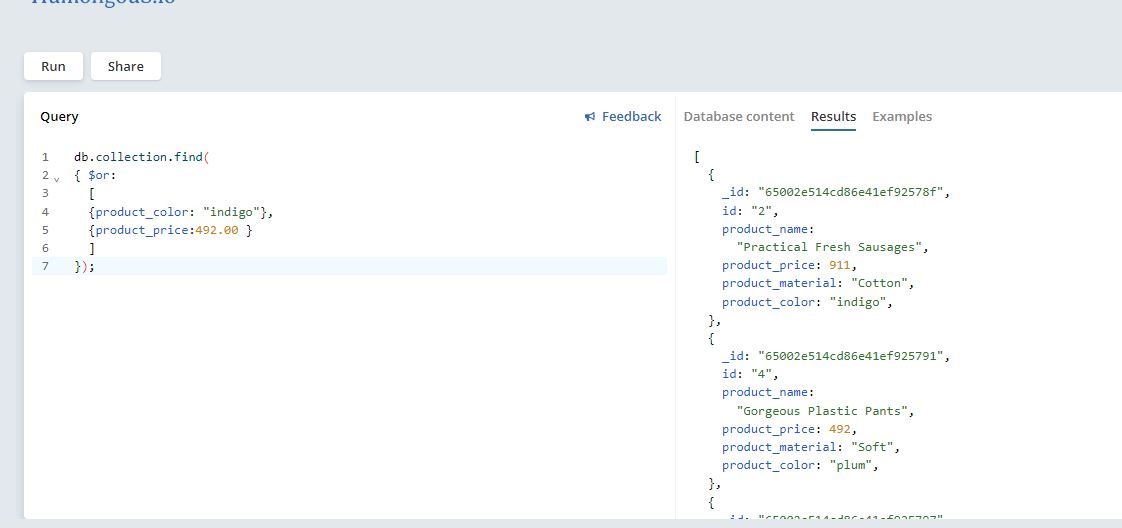 Humongous.io
Run Share
Query Feedback Database content Results Examples
1 db.collection.find(
2 { $or:
3 [
4 {product_color: "indigo"},
5 {product_price:492.00 }
6 ]
7 });
[
{
_id: "65002e514cd86e41ef92578f",
id: "2",
product_name:
"Practical Fresh Sausages",
product_price: 911,
product_material: "Cotton",
product_color: "indigo",
},
{
_id: "65002e514cd86e41ef925791",
id: "4",
product_name:
"Gorgeous Plastic Pants",
product_price: 492,
product_material: "Soft",
product_color: "plum",
},
{